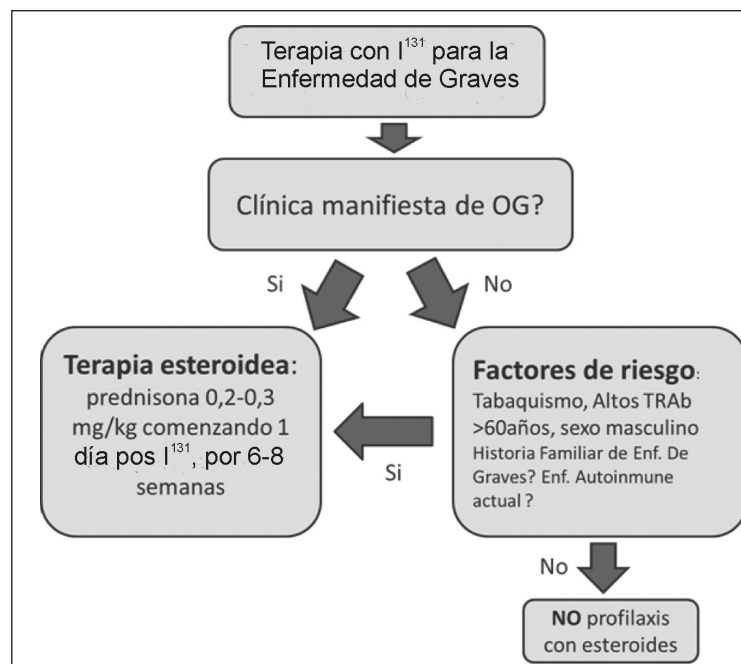 Terapia con I¹³¹ para la
Enfermedad de Graves
Clínica manifiesta de OG?
Si
No
Terapia esteroidea:
prednisona 0,2-0,3
mg/kg comenzando 1
día pos I¹³¹, por 6-8
semanas
Factores de riesgo:
Tabaquismo, Altos TRAb
>60años, sexo masculino
Historia Familiar de Enf. De
Graves? Enf. Autoinmune
actual ?
Si
No
NO profilaxis
con esteroides